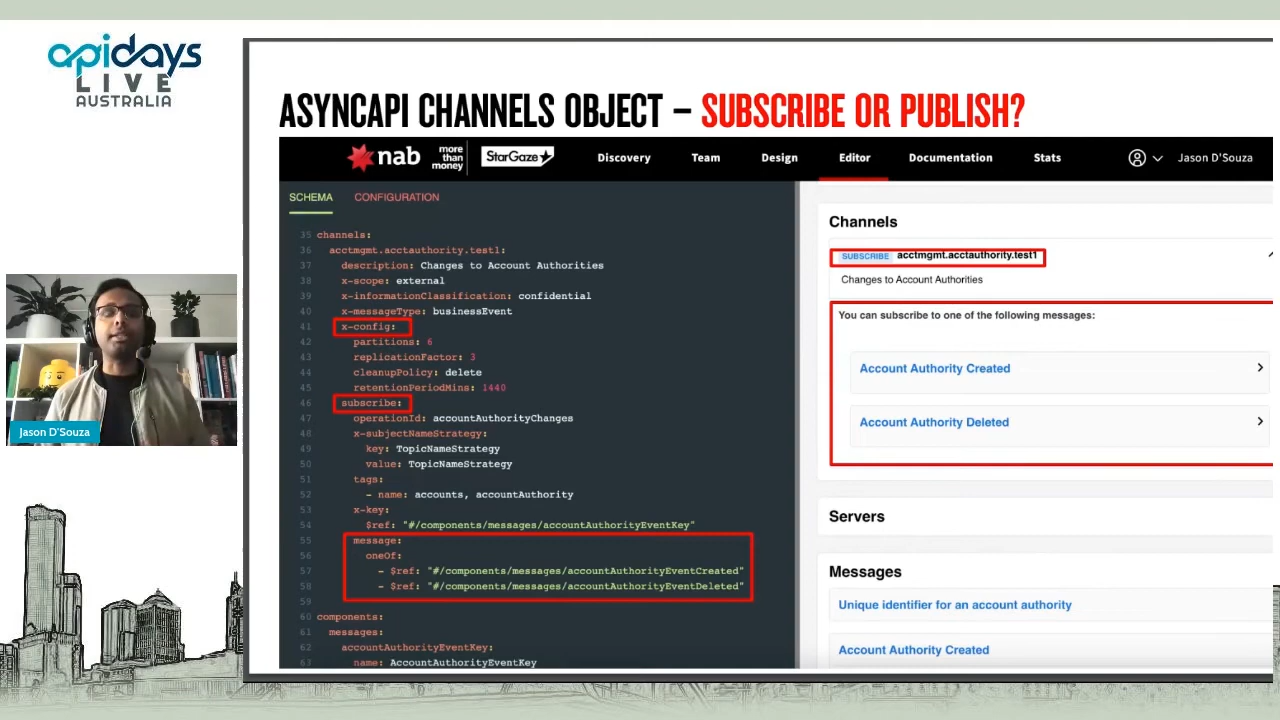 apidays
LIVE
AUSTRALIA
ASYNCAPI CHANNELS OBJECT – SUBSCRIBE OR PUBLISH?
nab
more
than
money
StarGaze
Discovery
Team
Design
Editor
Documentation
Stats
Jason D'Souza
SCHEMA
CONFIGURATION
35 channels:
36 acctmgmt.acctauthority.test1:
37 description: Changes to Account Authorities
38 x-scope: external
39 x-informationClassification: confidential
40 x-messageType: businessEvent
41 x-config:
42 partitions: 6
43 replicationFactor: 3
44 cleanupPolicy: delete
45 retentionPeriodMins: 1440
46 subscribe:
47 operationId: accountAuthorityChanges
48 x-subjectNameStrategy:
49 key: TopicNameStrategy
50 value: TopicNameStrategy
51 tags:
52 - name: accounts, accountAuthority
53 x-key:
54 $ref: "#/components/messages/accountAuthorityEventKey"
55 message:
56 oneOf:
57 - $ref: "#/components/messages/accountAuthorityEventCreated"
58 - $ref: "#/components/messages/accountAuthorityEventDeleted"
59
60 components:
61 messages:
62 accountAuthorityEventKey:
63 name: AccountAuthorityEventKey
Channels
SUBSCRIBE acctmgmt.acctauthority.test1
Changes to Account Authorities
You can subscribe to one of the following messages:
Account Authority Created
Account Authority Deleted
Servers
Messages
Unique identifier for an account authority
Account Authority Created
Jason D'Souza